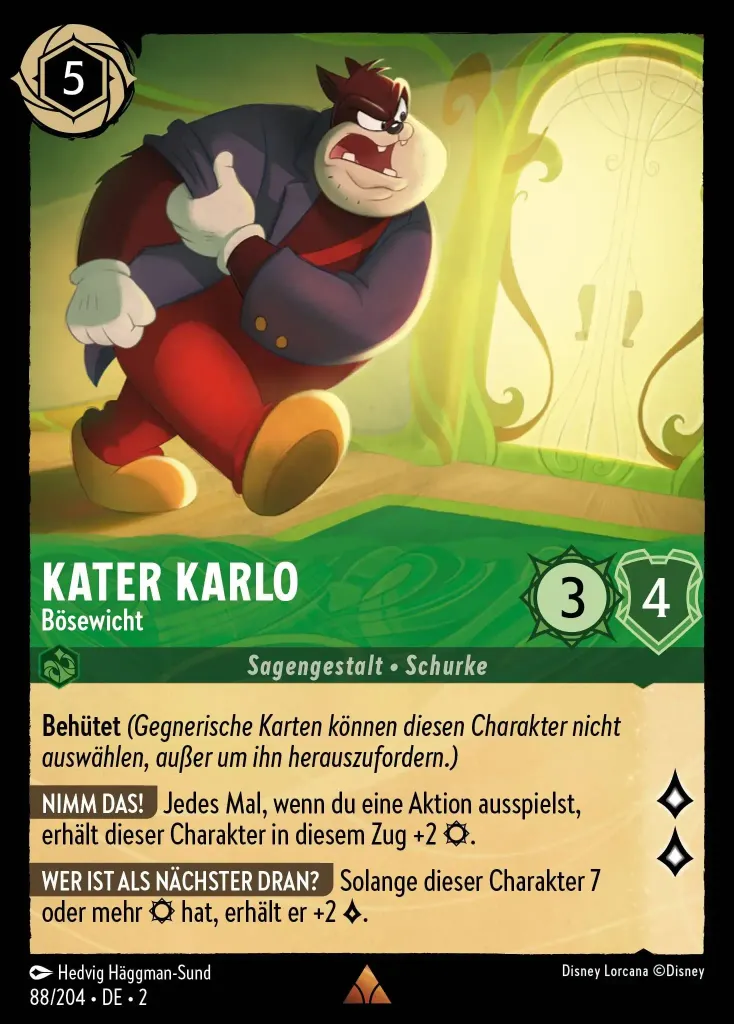 5
KATER KARLO
Bösewicht
3
4
Sagengestalt • Schurke
Behütet (Gegnerische Karten können diesen Charakter nicht
auswählen, außer um ihn herauszufordern.)
NIMM DAS! Jedes Mal, wenn du eine Aktion ausspielst,
erhält dieser Charakter in diesem Zug +2 .
WER IST ALS NÄCHSTER DRAN? Solange dieser Charakter 7
oder mehr hat, erhält er +2 .
Hedvig Häggman-Sund
Disney Lorcana ©Disney
88/204 • DE • 2